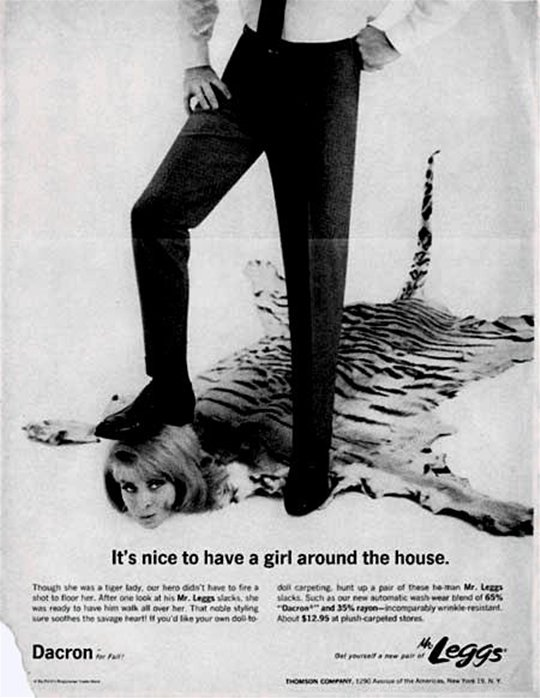 It's nice to have a girl around the house.
Though she was a tiger lady, our hero didn't have to fire a
shot to floor her. After one look at his Mr. Leggs slacks, she
was ready to have him walk all over her. That noble styling
sure soothes the savage heart! If you'd like your own doll-to-
doll carpeting, hunt up a pair of these he-man Mr. Leggs
slacks. Such as our new automatic wash-wear blend of 65%
"Dacron®" and 35% rayon—incomparably wrinkle-resistant.
About $12.95 at plush-carpeted stores.
Dacron for Fall!
Get yourself a new pair of Mr. Leggs®
THOMSON COMPANY, 1290 Avenue of the Americas, New York 19, N. Y.